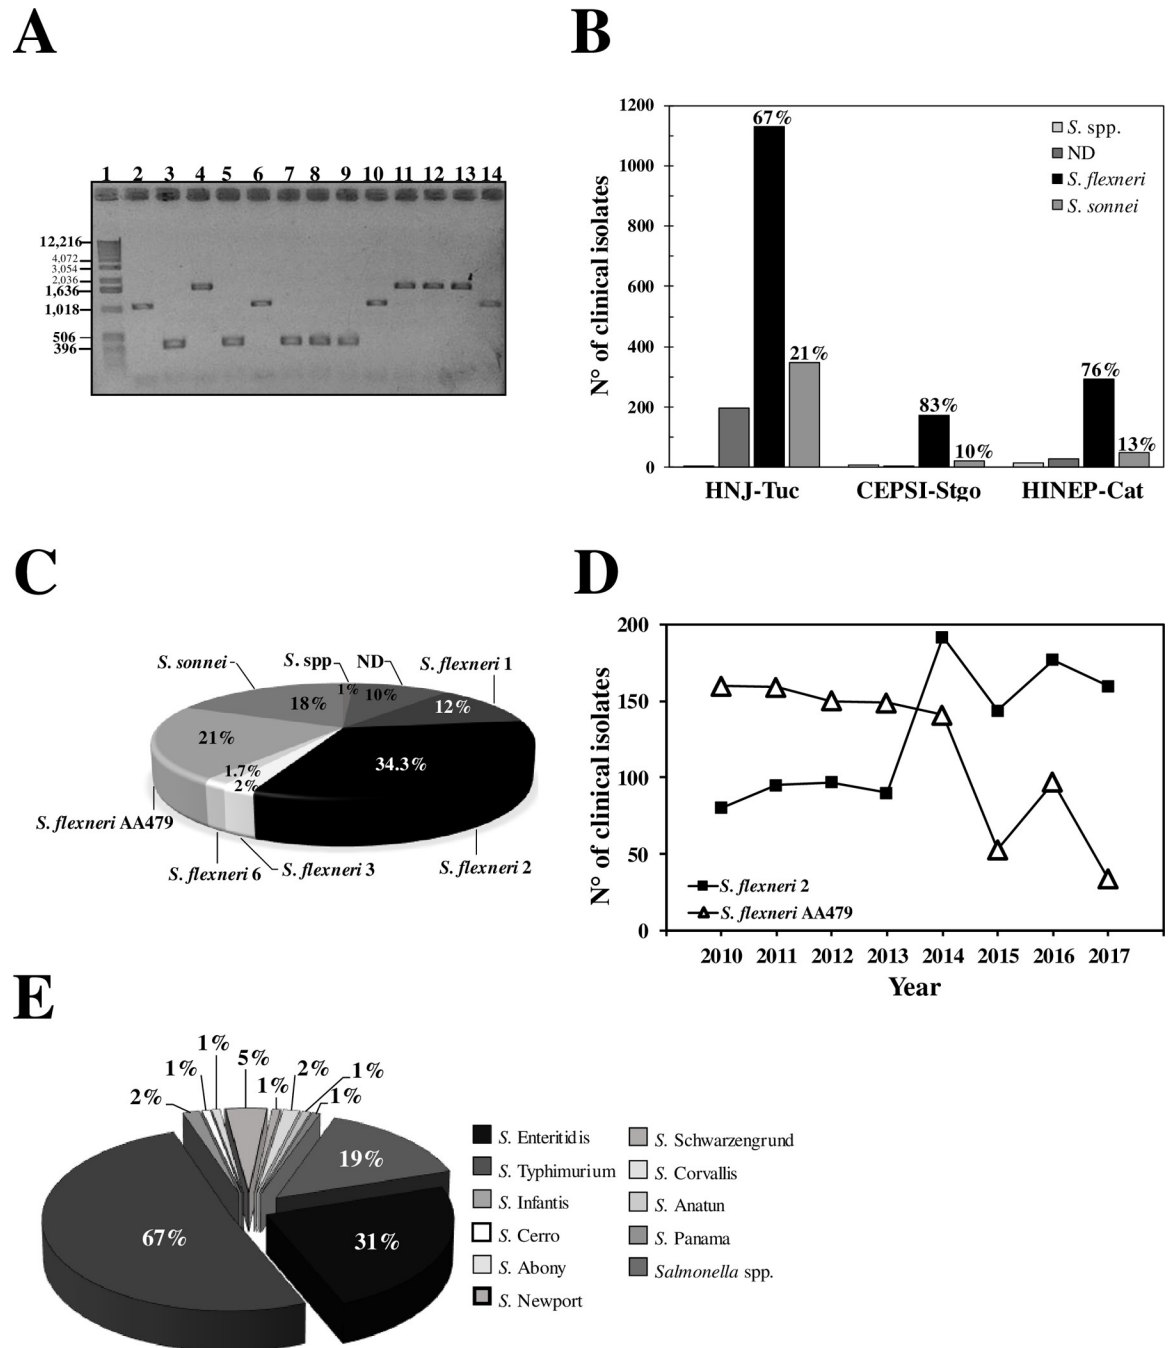 A
1 2 3 4 5 6 7 8 9 10 11 12 13 14
12,216
4,072
3,054
2,036
1,636
1,018
506
396
B
N° of clinical isolates
1200
1000
800
600
400
200
0
67%
21%
83%
10%
76%
13%
S. spp.
ND
S. flexneri
S. sonnei
HNJ-Tuc CEPSI-Stgo HINEP-Cat
C
S. sonnei
S. spp
ND
S. flexneri 1
1%
10%
12%
18%
21%
34.3%
1.7%
2%
S. flexneri AA479
S. flexneri 6
S. flexneri 3
S. flexneri 2
D
N° of clinical isolates
200
150
100
50
0
S. flexneri 2
S. flexneri AA479
2010 2011 2012 2013 2014 2015 2016 2017
Year
E
2%
1%
1%
5%
1%
2%
1%
1%
19%
31%
67%
S. Enteritidis
S. Typhimurium
S. Infantis
S. Cerro
S. Abony
S. Newport
S. Schwarzengrund
S. Corvallis
S. Anatun
S. Panama
Salmonella spp.